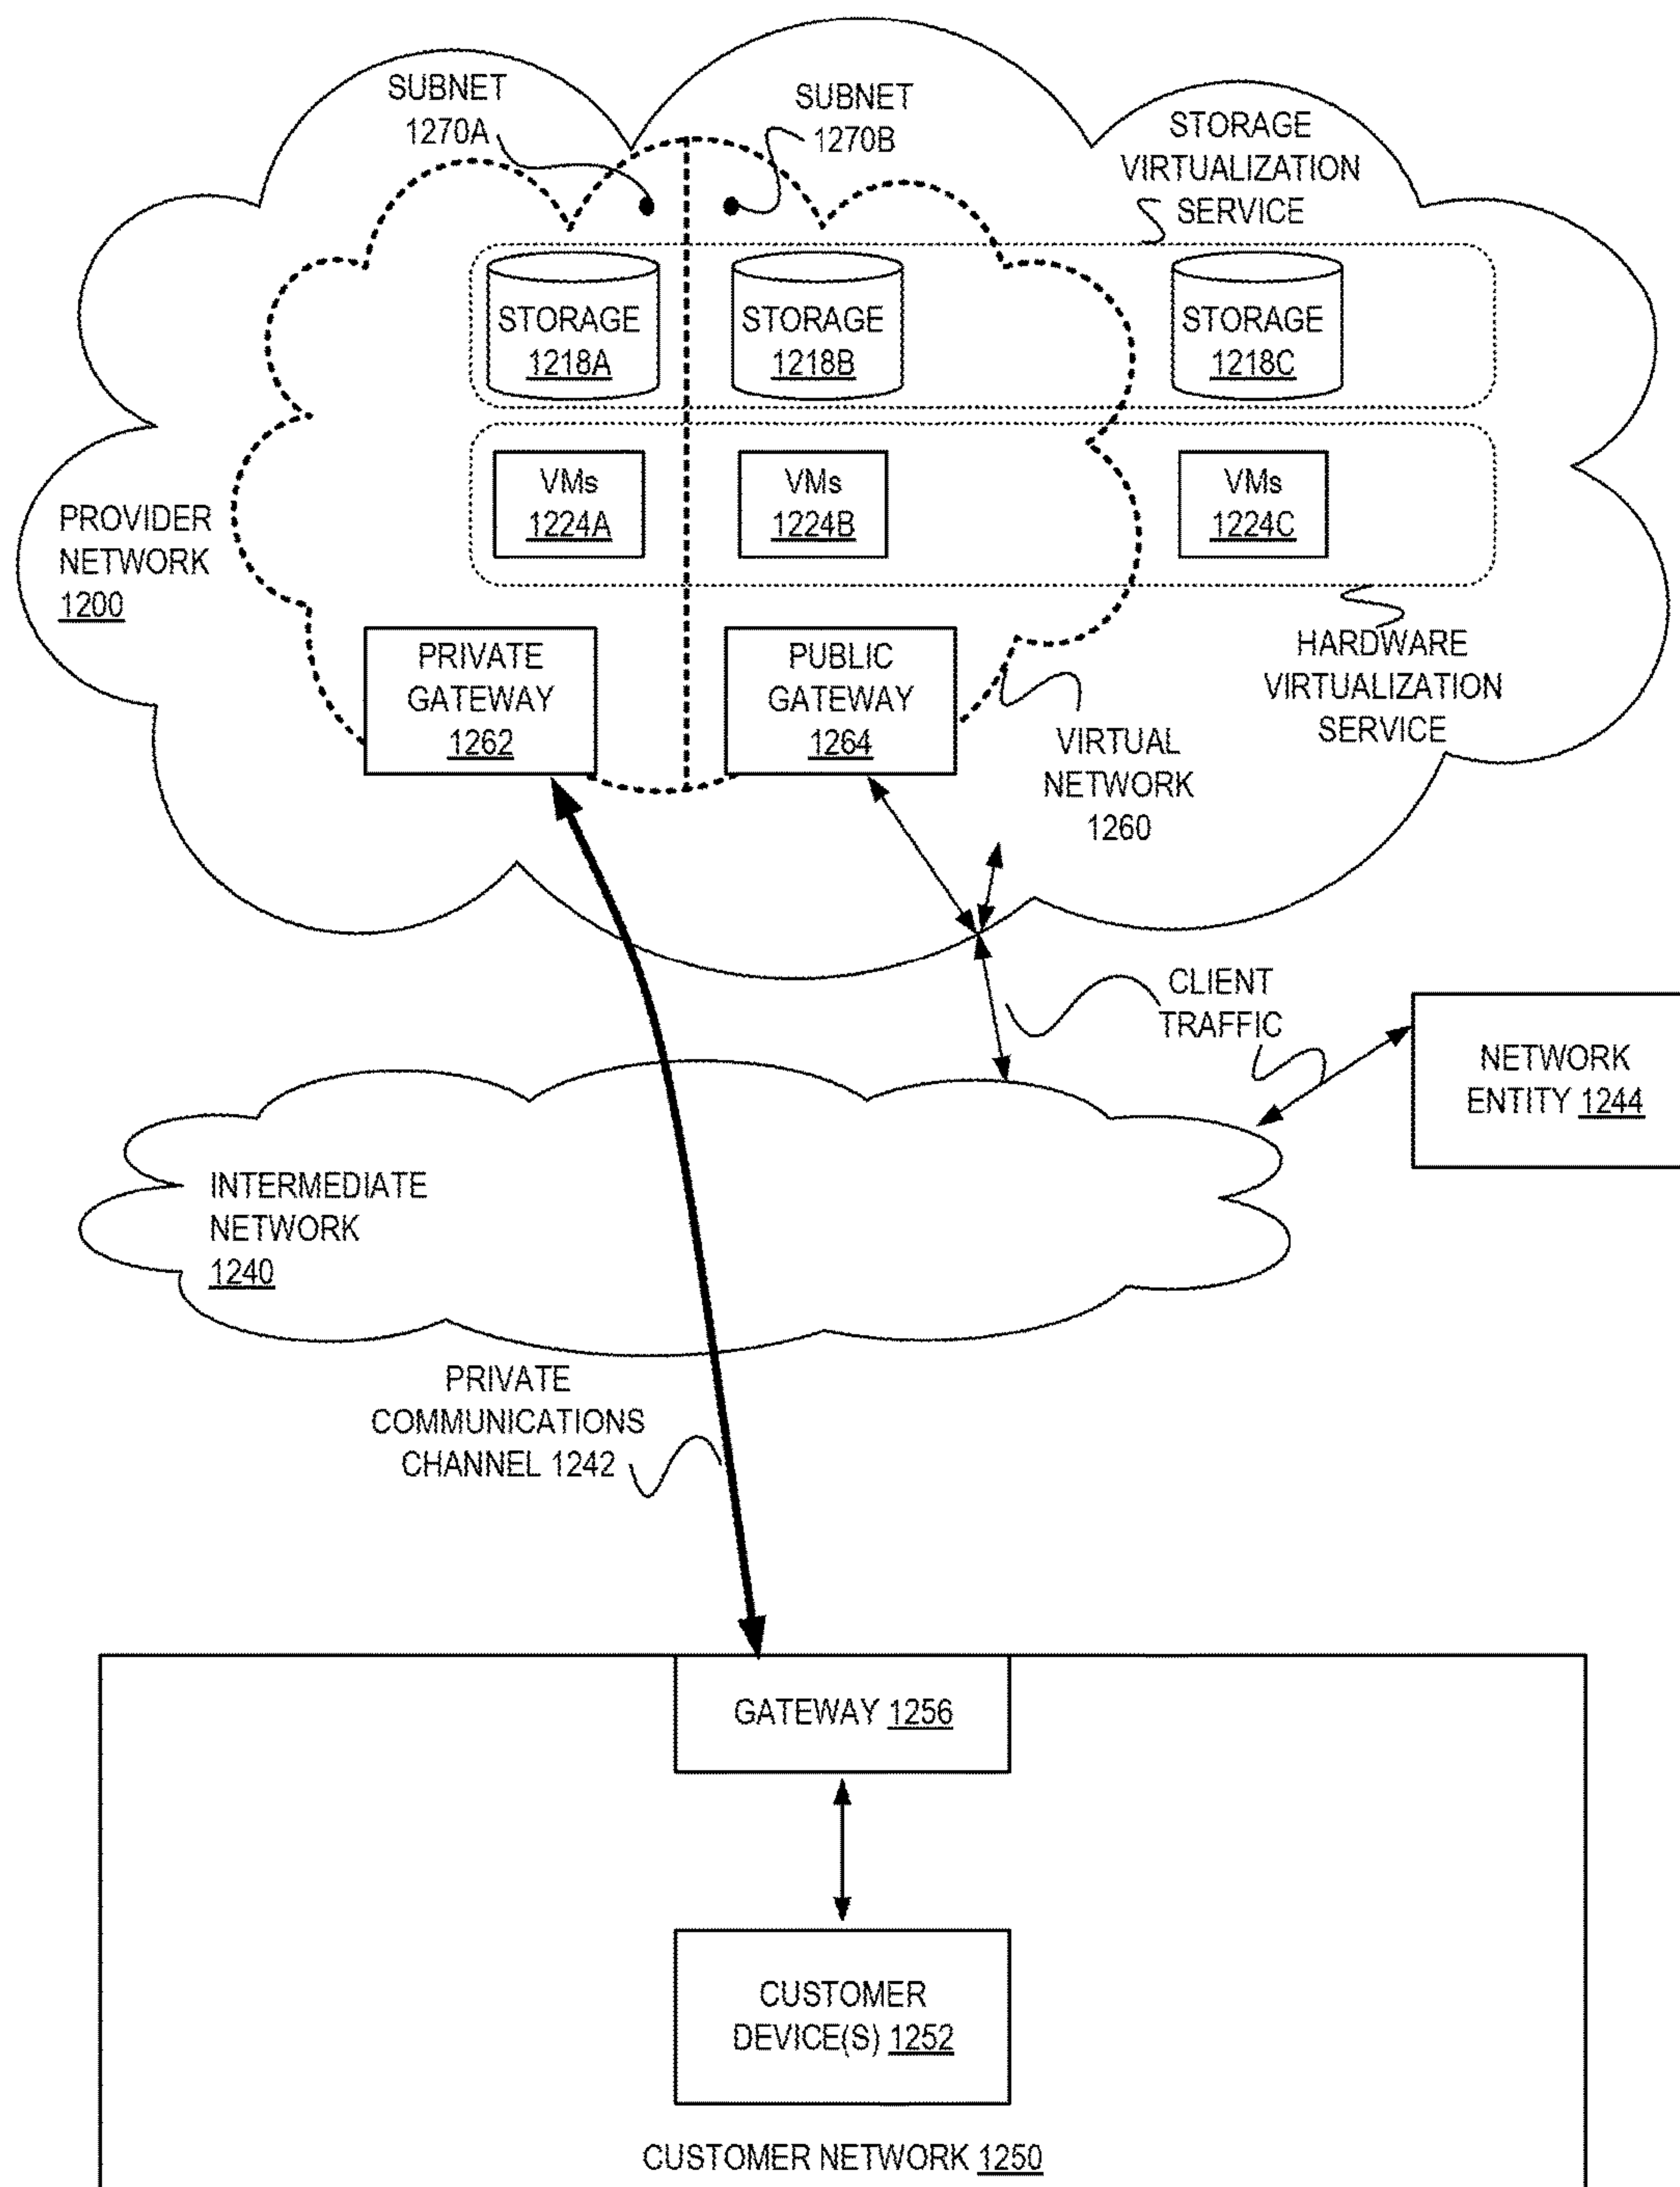 SUBNET
1270A
SUBNET
1270B
STORAGE
VIRTUALIZATION
SERVICE
STORAGE
1218A
STORAGE
1218B
STORAGE
1218C
VMs
1224A
VMs
1224B
VMs
1224C
PROVIDER
NETWORK
1200
PRIVATE
GATEWAY
1262
PUBLIC
GATEWAY
1264
HARDWARE
VIRTUALIZATION
SERVICE
VIRTUAL
NETWORK
1260
CLIENT
TRAFFIC
NETWORK
ENTITY 1244
INTERMEDIATE
NETWORK
1240
PRIVATE
COMMUNICATIONS
CHANNEL 1242
GATEWAY 1256
CUSTOMER
DEVICE(S) 1252
CUSTOMER NETWORK 1250